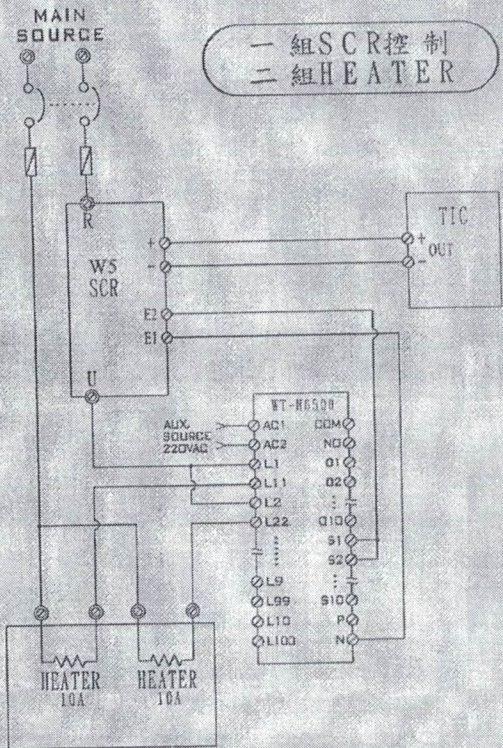 MAIN
SOURCE
一組SCR控制
二組HEATER
R
W5
SCR
+
-
E2
E1
U
TIC
+
OUT
-
WT-NG500
AUX.
SOURCE
220VAC
AC1
COM
AC2
NO
L1
O1
L11
O2
L2
L22
O10
S1
S2
L9
L99
S10
L10
P
L100
N
HEATER
10A
HEATER
10A